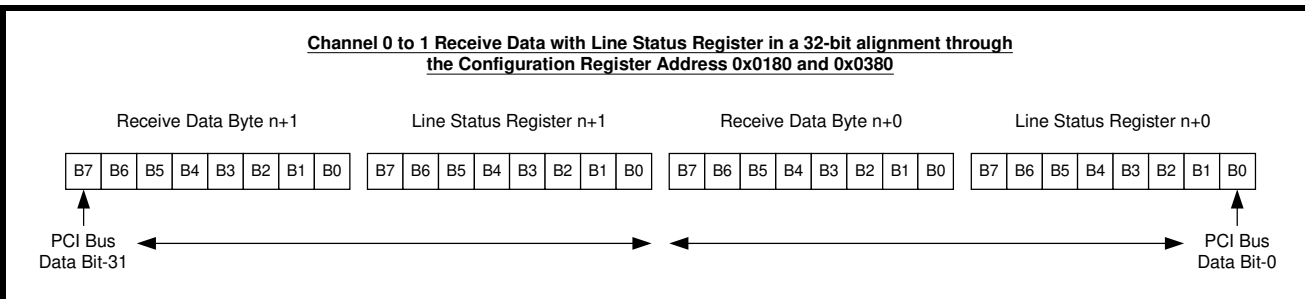 Channel 0 to 1 Receive Data with Line Status Register in a 32-bit alignment through
the Configuration Register Address 0x0180 and 0x0380
Receive Data Byte n+1 Line Status Register n+1 Receive Data Byte n+0 Line Status Register n+0
B7 B6 B5 B4 B3 B2 B1 B0 B7 B6 B5 B4 B3 B2 B1 B0 B7 B6 B5 B4 B3 B2 B1 B0 B7 B6 B5 B4 B3 B2 B1 B0
PCI Bus
Data Bit-31
PCI Bus
Data Bit-0